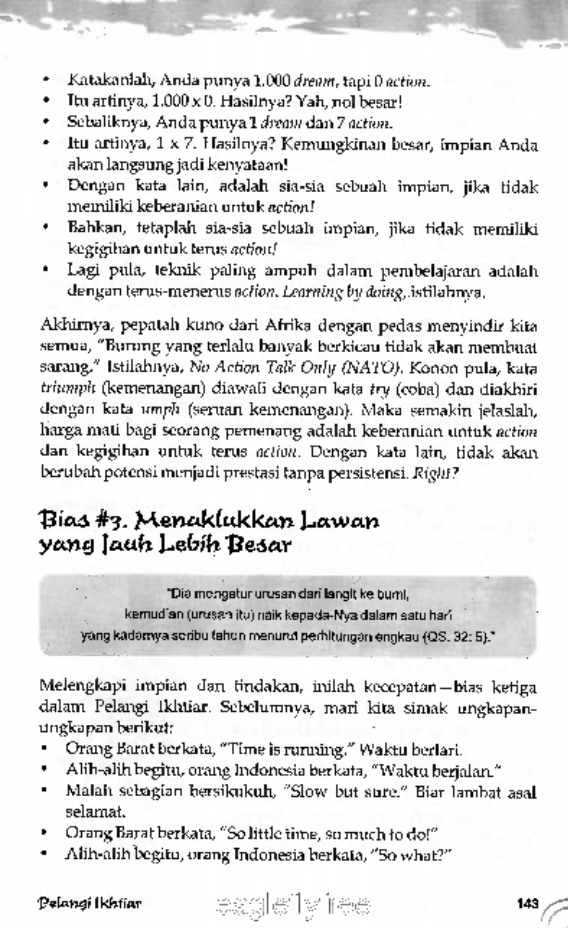 • Katakanlah, Anda punya 1.000 dream, tapi 0 action.
• Itu artinya, 1.000 x 0. Hasilnya? Yah, nol besar!
• Sebaliknya, Anda punya 1 dream dan 7 action.
• Itu artinya, 1 x 7. Hasilnya? Kemungkinan besar, impian Anda
akan langsung jadi kenyataan!
• Dengan kata lain, adalah sia-sia sebuah impian, jika tidak
memiliki keberanian untuk action!
• Bahkan, tetaplah sia-sia sebuah impian, jika tidak memiliki
kegigihan untuk terus action!
• Lagi pula, teknik paling ampuh dalam pembelajaran adalah
dengan terus-menerus action. Learning by doing, istilahnya.
Akhirnya, pepatah kuno dari Afrika dengan pedas menyindir kita
semua, "Burung yang terlalu banyak berkicau tidak akan membuat
sarang." Istilahnya, No Action Talk Only (NATO). Konon pula, kata
triumph (kemenangan) diawali dengan kata try (coba) dan diakhiri
dengan kata umph (seruan kemenangan). Maka semakin jelaslah,
harga mati bagi seorang pemenang adalah keberanian untuk action
dan kegigihan untuk terus action. Dengan kata lain, tidak akan
berubah potensi menjadi prestasi tanpa persistensi. Right?
Bias #3. Menaklukkan Lawan
yang Jauh Lebih Besar
"Dia mengatur urusan dari langit ke bumi,
kemudian (urusan itu) naik kepada-Nya dalam satu hari
yang kadarnya seribu tahun menurut perhitungan engkau (QS. 32: 5)."
Melengkapi impian dan tindakan, inilah kecepatan—bias ketiga
dalam Pelangi Ikhtiar. Sebelumnya, mari kita simak ungkapan-
ungkapan berikut:
• Orang Barat berkata, "Time is running." Waktu berlari.
• Alih-alih begitu, orang Indonesia berkata, "Waktu berjalan."
• Malah sebagian bersikukuh, "Slow but sure." Biar lambat asal
selamat.
• Orang Barat berkata, "So little time, so much to do!"
• Alih-alih begitu, orang Indonesia berkata, "So what?"
Pelangi Ikhtiar
143